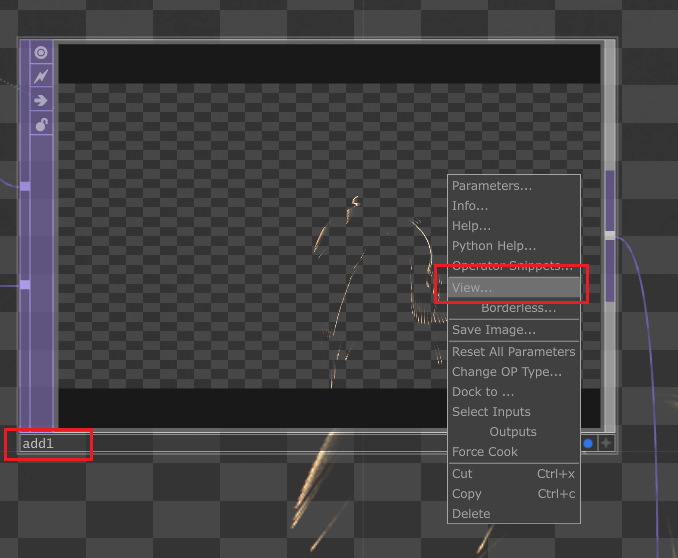 Parameters...
Info...
Help...
Python Help...
Operator Snippets...
View...
Borderless...
Save Image...
Reset All Parameters
Change OP Type...
Dock to ...
Select Inputs
Outputs
Force Cook
Cut Ctrl+x
Copy Ctrl+c
Delete
add1